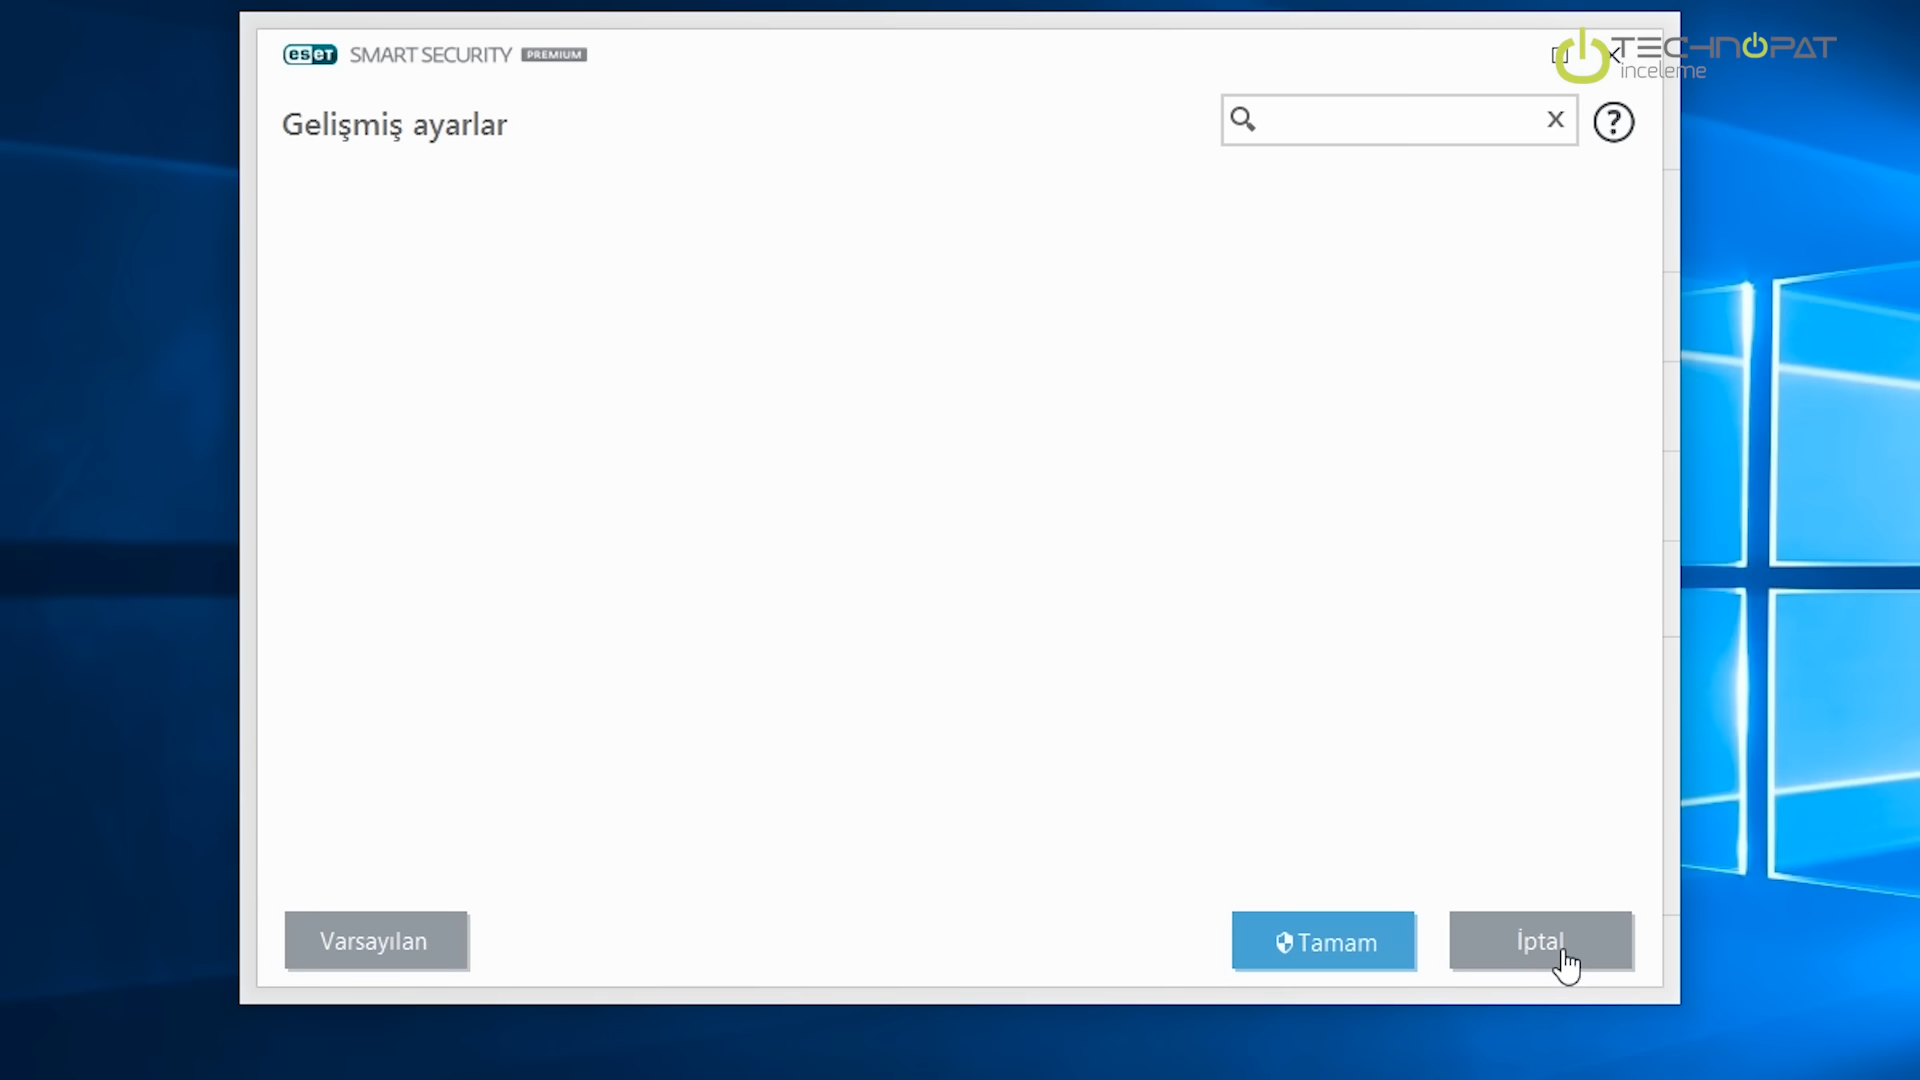 eseT SMART SECURITY PREMIUM
TECHNOPAT
inceleme
Gelişmiş ayarlar
X
?
Varsayılan
Tamam
İptal